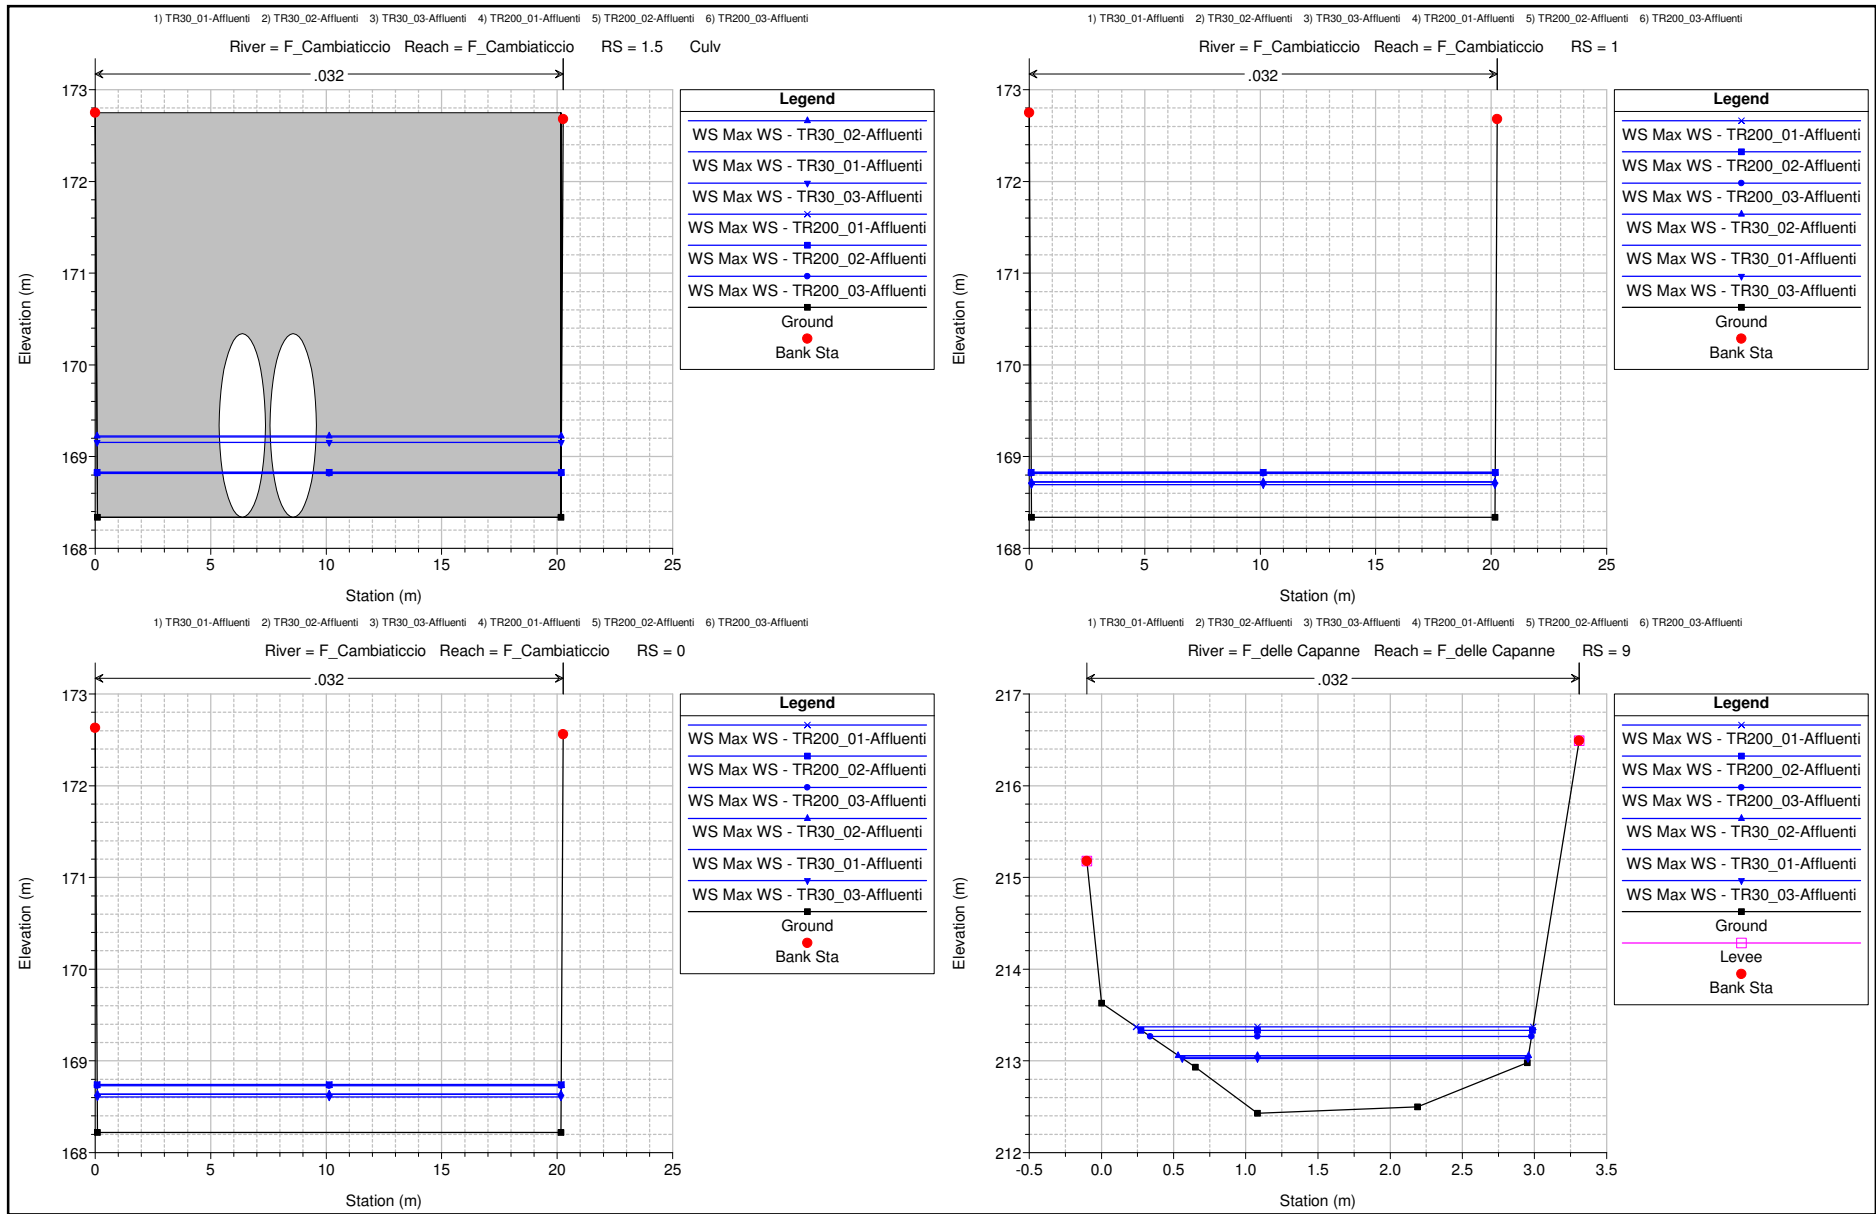 1) TR30_01-Affluenti 2) TR30_02-Affluenti 3) TR30_03-Affluenti 4) TR200_01-Affluenti 5) TR200_02-Affluenti 6) TR200_03-Affluenti
River = F_Cambiaticcio Reach = F_Cambiaticcio RS = 1.5 Culv
.032
173
172
171
170
169
168
Elevation (m)
0 5 10 15 20 25
Station (m)
Legend
WS Max WS - TR30_02-Affluenti
WS Max WS - TR30_01-Affluenti
WS Max WS - TR30_03-Affluenti
WS Max WS - TR200_01-Affluenti
WS Max WS - TR200_02-Affluenti
WS Max WS - TR200_03-Affluenti
Ground
Bank Sta
1) TR30_01-Affluenti 2) TR30_02-Affluenti 3) TR30_03-Affluenti 4) TR200_01-Affluenti 5) TR200_02-Affluenti 6) TR200_03-Affluenti
River = F_Cambiaticcio Reach = F_Cambiaticcio RS = 1
.032
173
172
171
170
169
168
Elevation (m)
0 5 10 15 20 25
Station (m)
Legend
WS Max WS - TR200_01-Affluenti
WS Max WS - TR200_02-Affluenti
WS Max WS - TR200_03-Affluenti
WS Max WS - TR30_02-Affluenti
WS Max WS - TR30_01-Affluenti
WS Max WS - TR30_03-Affluenti
Ground
Bank Sta
1) TR30_01-Affluenti 2) TR30_02-Affluenti 3) TR30_03-Affluenti 4) TR200_01-Affluenti 5) TR200_02-Affluenti 6) TR200_03-Affluenti
River = F_Cambiaticcio Reach = F_Cambiaticcio RS = 0
.032
173
172
171
170
169
168
Elevation (m)
0 5 10 15 20 25
Station (m)
Legend
WS Max WS - TR200_01-Affluenti
WS Max WS - TR200_02-Affluenti
WS Max WS - TR200_03-Affluenti
WS Max WS - TR30_02-Affluenti
WS Max WS - TR30_01-Affluenti
WS Max WS - TR30_03-Affluenti
Ground
Bank Sta
1) TR30_01-Affluenti 2) TR30_02-Affluenti 3) TR30_03-Affluenti 4) TR200_01-Affluenti 5) TR200_02-Affluenti 6) TR200_03-Affluenti
River = F_delle Capanne Reach = F_delle Capanne RS = 9
.032
217
216
215
214
213
212
Elevation (m)
-0.5 0.0 0.5 1.0 1.5 2.0 2.5 3.0 3.5
Station (m)
Legend
WS Max WS - TR200_01-Affluenti
WS Max WS - TR200_02-Affluenti
WS Max WS - TR200_03-Affluenti
WS Max WS - TR30_02-Affluenti
WS Max WS - TR30_01-Affluenti
WS Max WS - TR30_03-Affluenti
Ground
Levee
Bank Sta